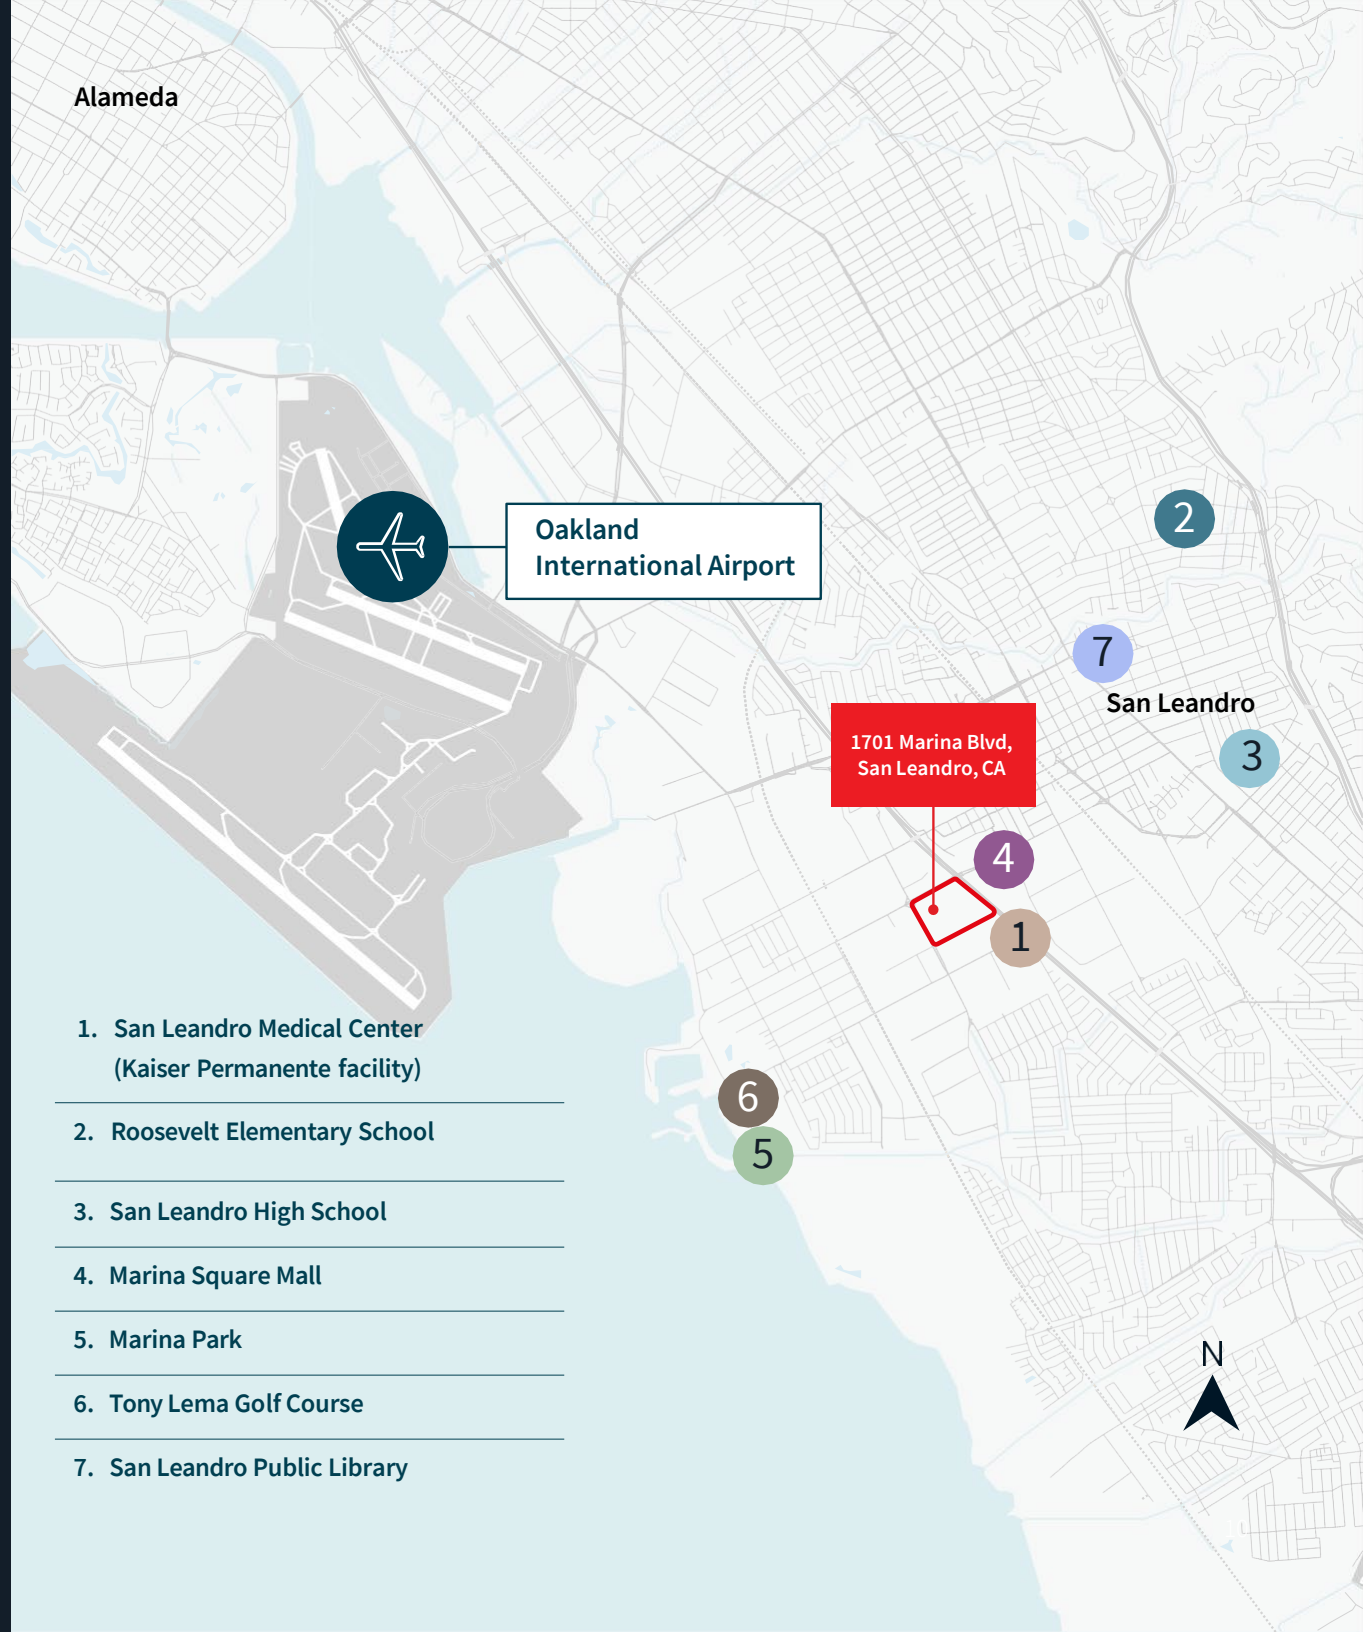 Alameda
Oakland
International Airport
2
7
San Leandro
3
1701 Marina Blvd,
San Leandro, CA
4
1
6
5
1. San Leandro Medical Center
(Kaiser Permanente facility)
2. Roosevelt Elementary School
3. San Leandro High School
4. Marina Square Mall
5. Marina Park
6. Tony Lema Golf Course
7. San Leandro Public Library
N